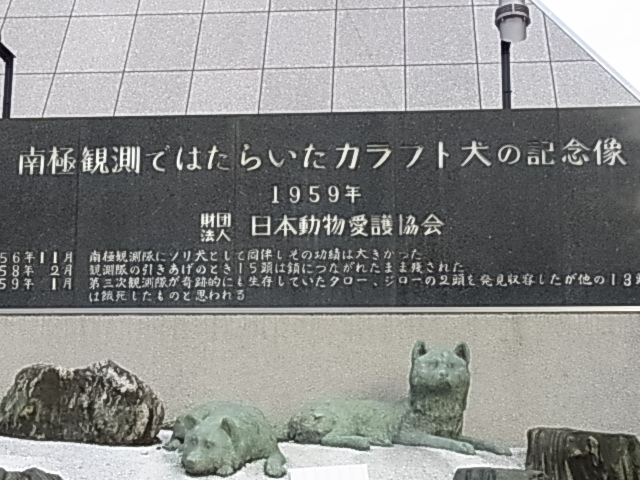 南極観測ではたらいたカラフト犬の記念像
1959年
財団法人 日本動物愛護協会
56年11月 南極観測隊にソリ犬として同伴しその功績は大きかった
58年 2月 観測隊の引きあげのとき15頭は鎖につながれたまま残された
59年 1月 第三次観測隊が奇跡的にも生存していたタロー、ジローの2頭を発見収容したが他の13頭
は餓死したものと思われる